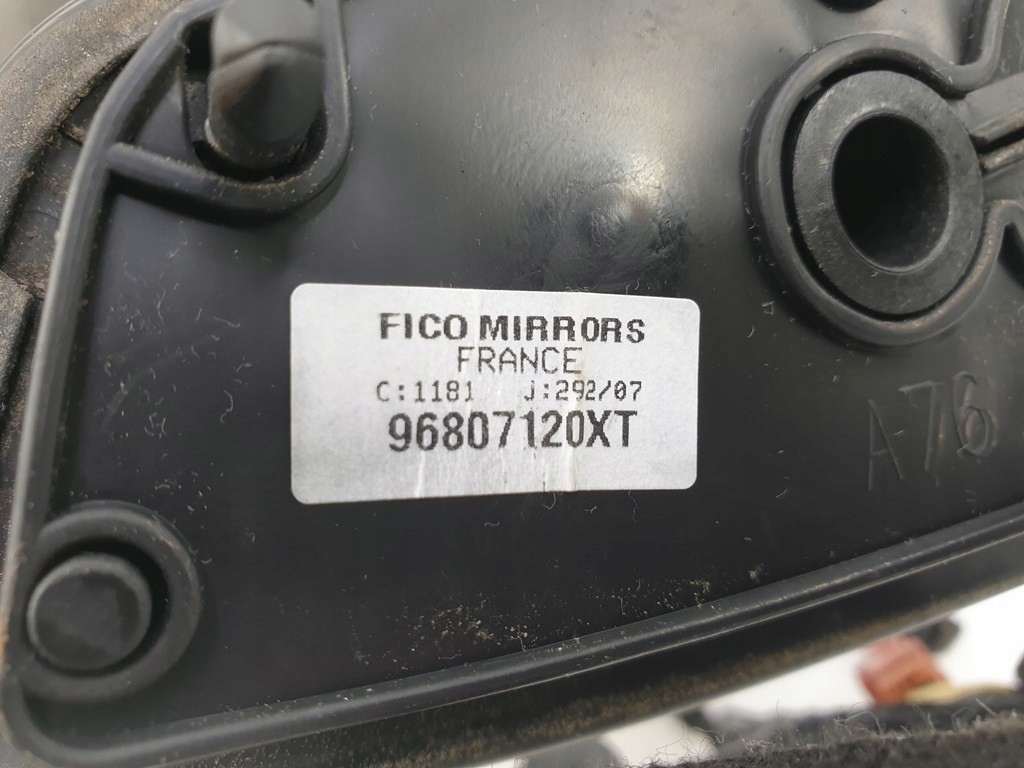 FICO MIRRORS
FRANCE
C:1181 J:292/07
96807120XT
A76